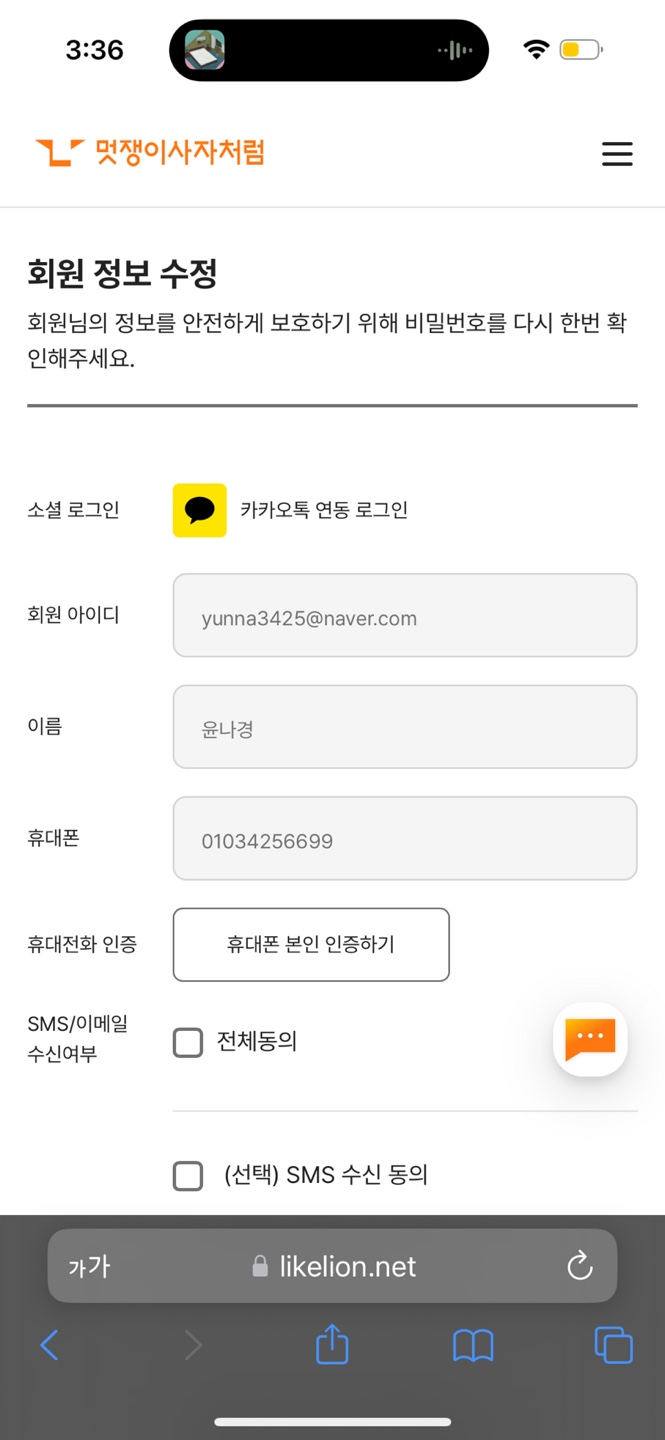 3:36
멋쟁이사자처럼
회원 정보 수정
회원님의 정보를 안전하게 보호하기 위해 비밀번호를 다시 한번 확
인해주세요.
소셜 로그인
카카오톡 연동 로그인
회원 아이디
yunna3425@naver.com
이름
윤나경
휴대폰
01034256699
휴대전화 인증
휴대폰 본인 인증하기
SMS/이메일
수신여부
전체동의
(선택) SMS 수신 동의
가가
likelion.net